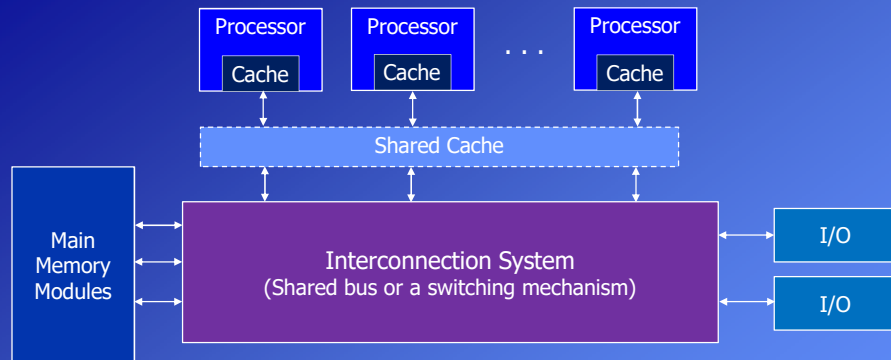 Processor
Cache
Processor
Cache
. . .
Processor
Cache
Shared Cache
Main
Memory
Modules
Interconnection System
(Shared bus or a switching mechanism)
I/O
I/O